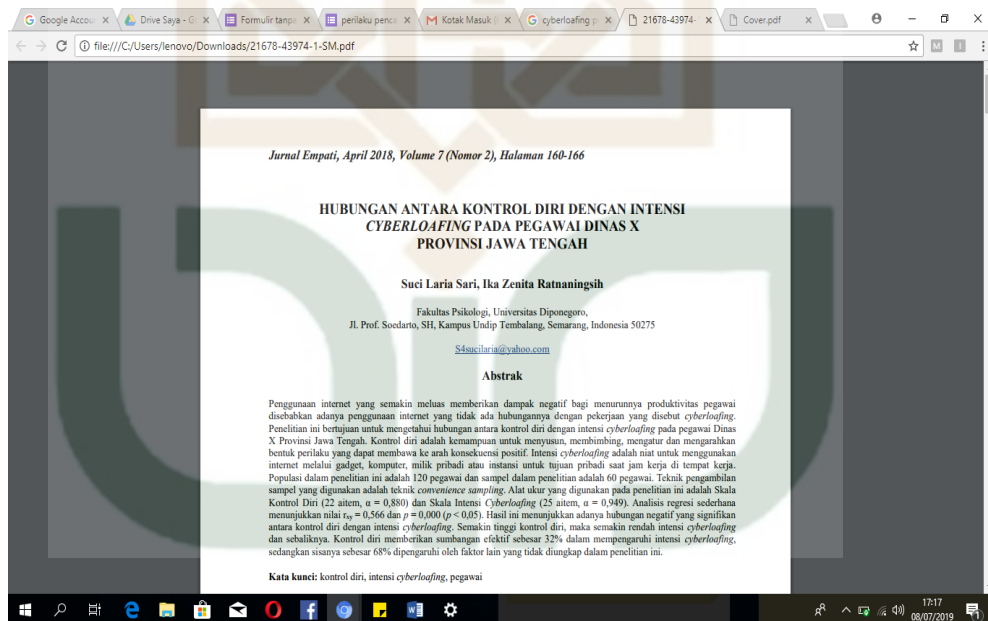 Google Accou
Drive Saya - G
Formulir tanpa
perilaku penca
Kotak Masuk (
cyberloafing p
21678-43974-
Cover.pdf
file:///C:/Users/lenovo/Downloads/21678-43974-1-SM.pdf
Jurnal Empati, April 2018, Volume 7 (Nomor 2), Halaman 160-166
HUBUNGAN ANTARA KONTROL DIRI DENGAN INTENSI
CYBERLOAFING PADA PEGAWAI DINAS X
PROVINSI JAWA TENGAH
Suci Laria Sari, Ika Zenita Ratnaningsih
Fakultas Psikologi, Universitas Diponegoro,
Jl. Prof. Soedarto, SH, Kampus Undip Tembalang, Semarang, Indonesia 50275
S4sucilaria@yahoo.com
Abstrak
Penggunaan internet yang semakin meluas memberikan dampak negatif bagi menurunnya produktivitas pegawai
disebabkan adanya penggunaan internet yang tidak ada hubungannya dengan pekerjaan yang disebut cyberloafing.
Penelitian ini bertujuan untuk mengetahui hubungan antara kontrol diri dengan intensi cyberloafing pada pegawai Dinas
X Provinsi Jawa Tengah. Kontrol diri adalah kemampuan untuk menyusun, membimbing, mengatur dan mengarahkan
bentuk perilaku yang dapat membawa ke arah konsekuensi positif. Intensi cyberloafing adalah niat untuk menggunakan
internet melalui gadget, komputer, milik pribadi atau instansi untuk tujuan pribadi saat jam kerja di tempat kerja.
Populasi dalam penelitian ini adalah 120 pegawai dan sampel dalam penelitian adalah 60 pegawai. Teknik pengambilan
sampel yang digunakan adalah teknik convenience sampling. Alat ukur yang digunakan pada penelitian ini adalah Skala
Kontrol Diri (22 aitem, α = 0,880) dan Skala Intensi Cyberloafing (25 aitem, α = 0,949). Analisis regresi sederhana
menunjukkan nilai rxy = 0,566 dan p = 0,000 (p < 0,05). Hasil ini menunjukkan adanya hubungan negatif yang signifikan
antara kontrol diri dengan intensi cyberloafing. Semakin tinggi kontrol diri, maka semakin rendah intensi cyberloafing
dan sebaliknya. Kontrol diri memberikan sumbangan efektif sebesar 32% dalam mempengaruhi intensi cyberloafing,
sedangkan sisanya sebesar 68% dipengaruhi oleh faktor lain yang tidak diungkap dalam penelitian ini.
Kata kunci: kontrol diri, intensi cyberloafing, pegawai
17:17
08/07/2019